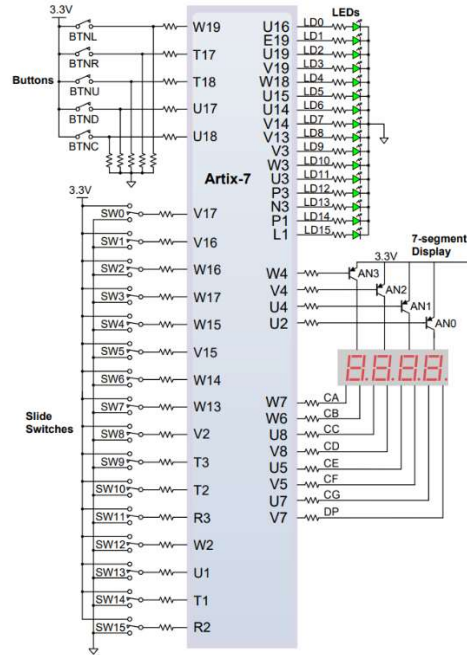 3.3V
BTNL
BTNR
Buttons
BTNU
BTND
BTNC
W19
T17
T18
U17
U18
Artix-7
3.3V
SW0
SW1
SW2
SW3
SW4
SW5
SW6
SW7
Slide
Switches
SW8
SW9
SW10
SW11
SW12
SW13
SW14
SW15
V17
V16
W16
W17
W15
V15
W14
W13
V2
T3
T2
R3
W2
U1
T1
R2
LEDs
U16 LD0
E19 LD1
U19 LD2
V19 LD3
W18 LD4
U15 LD5
U14 LD6
V14 LD7
V13 LD8
V3 LD9
W3 LD10
U3 LD11
P3 LD12
N3 LD13
P1 LD14
L1 LD15
7-segment
Display
3.3V
W4 AN3
V4 AN2
U4 AN1
U2 AN0
8.8.8.8.
W7 CA
W6 CB
U8 CC
V8 CD
U5 CE
V5 CF
U7 CG
V7 DP